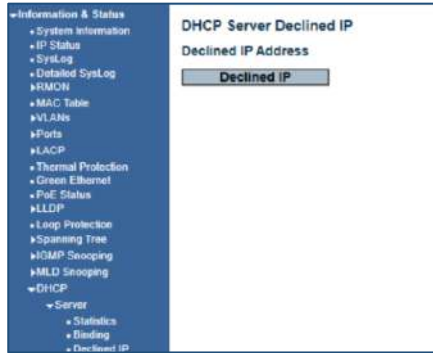 Information & Status
System Information
IP Status
SysLog
Detailed SysLog
RMON
MAC Table
VLANs
Ports
LACP
Thermal Protection
Green Ethernet
PoE Status
LLDP
Loop Protection
Spanning Tree
IGMP Snooping
MLD Snooping
DHCP
Server
Statistics
Binding
Declined IP
DHCP Server Declined IP
Declined IP Address
Declined IP